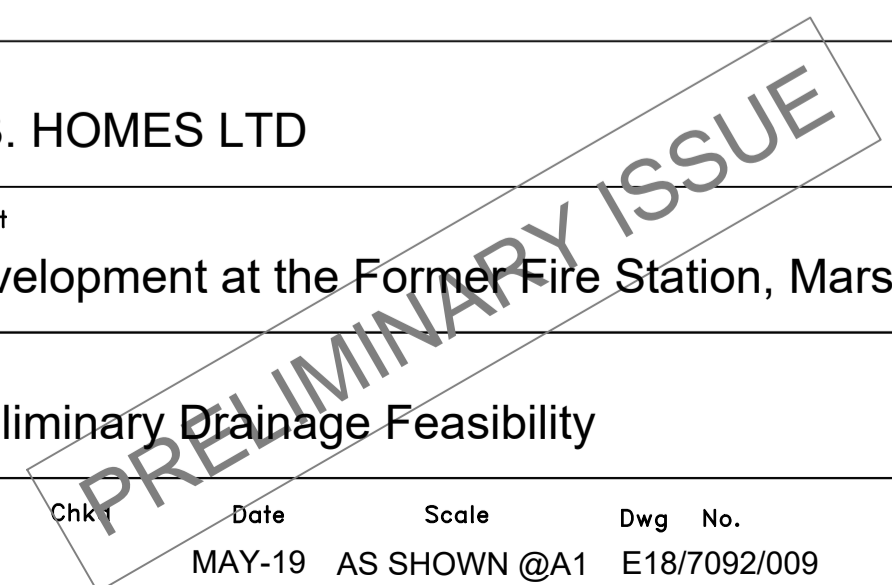 . HOMES LTD
t
velopment at the Former Fire Station, Mars
liminary Drainage Feasibility
Chkd Date Scale Dwg No.
MAY-19 AS SHOWN @A1 E18/7092/009
PRELIMINARY ISSUE